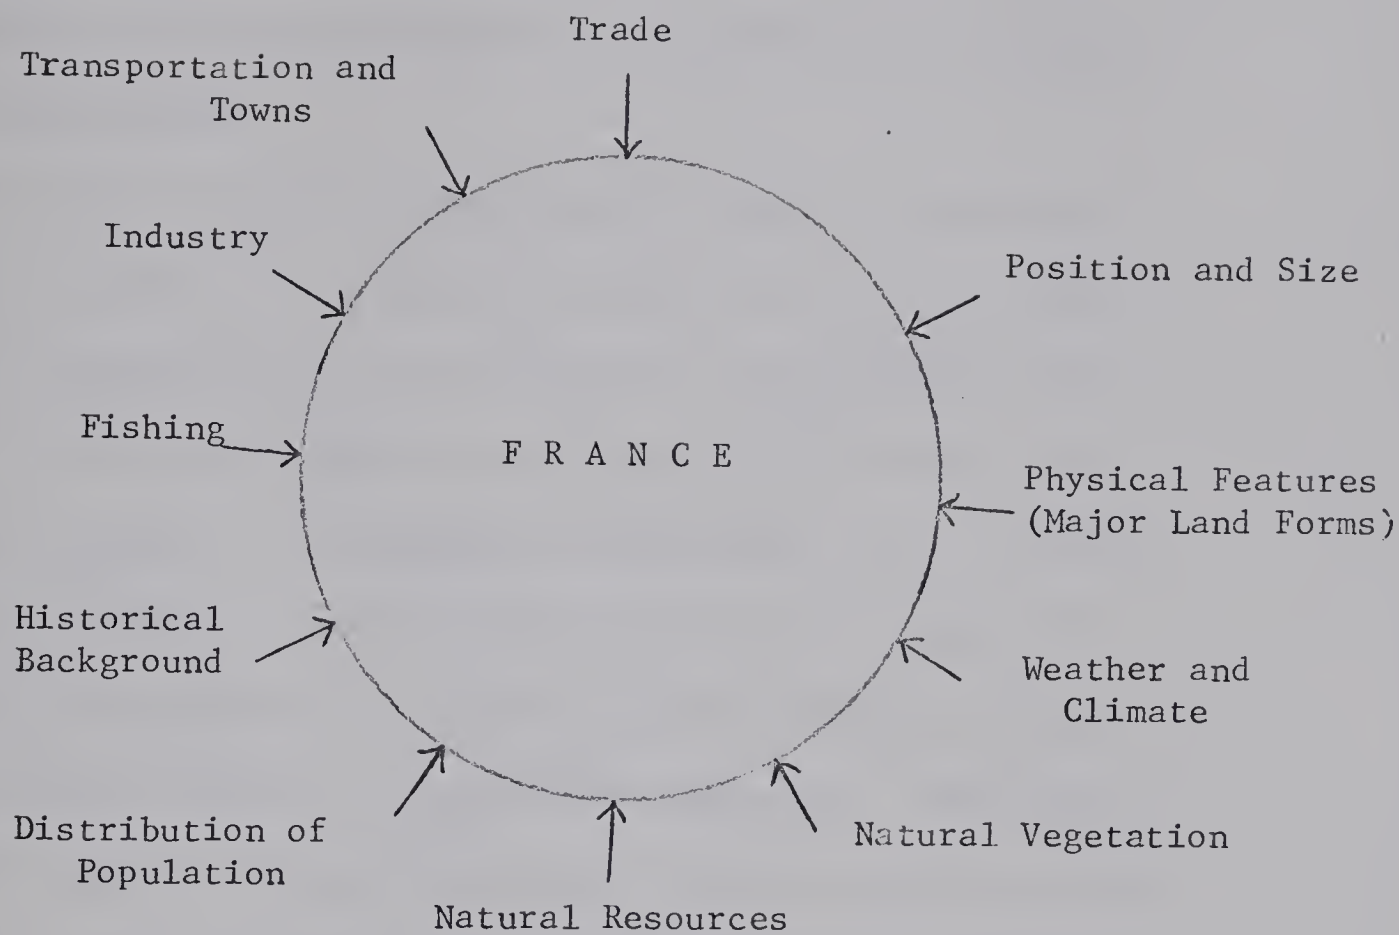 Trade
Transportation and
Towns
Industry
Position and Size
Fishing
F R A N C E
Physical Features
(Major Land Forms)
Historical
Background
Weather and
Climate
Distribution of
Population
Natural Vegetation
Natural Resources